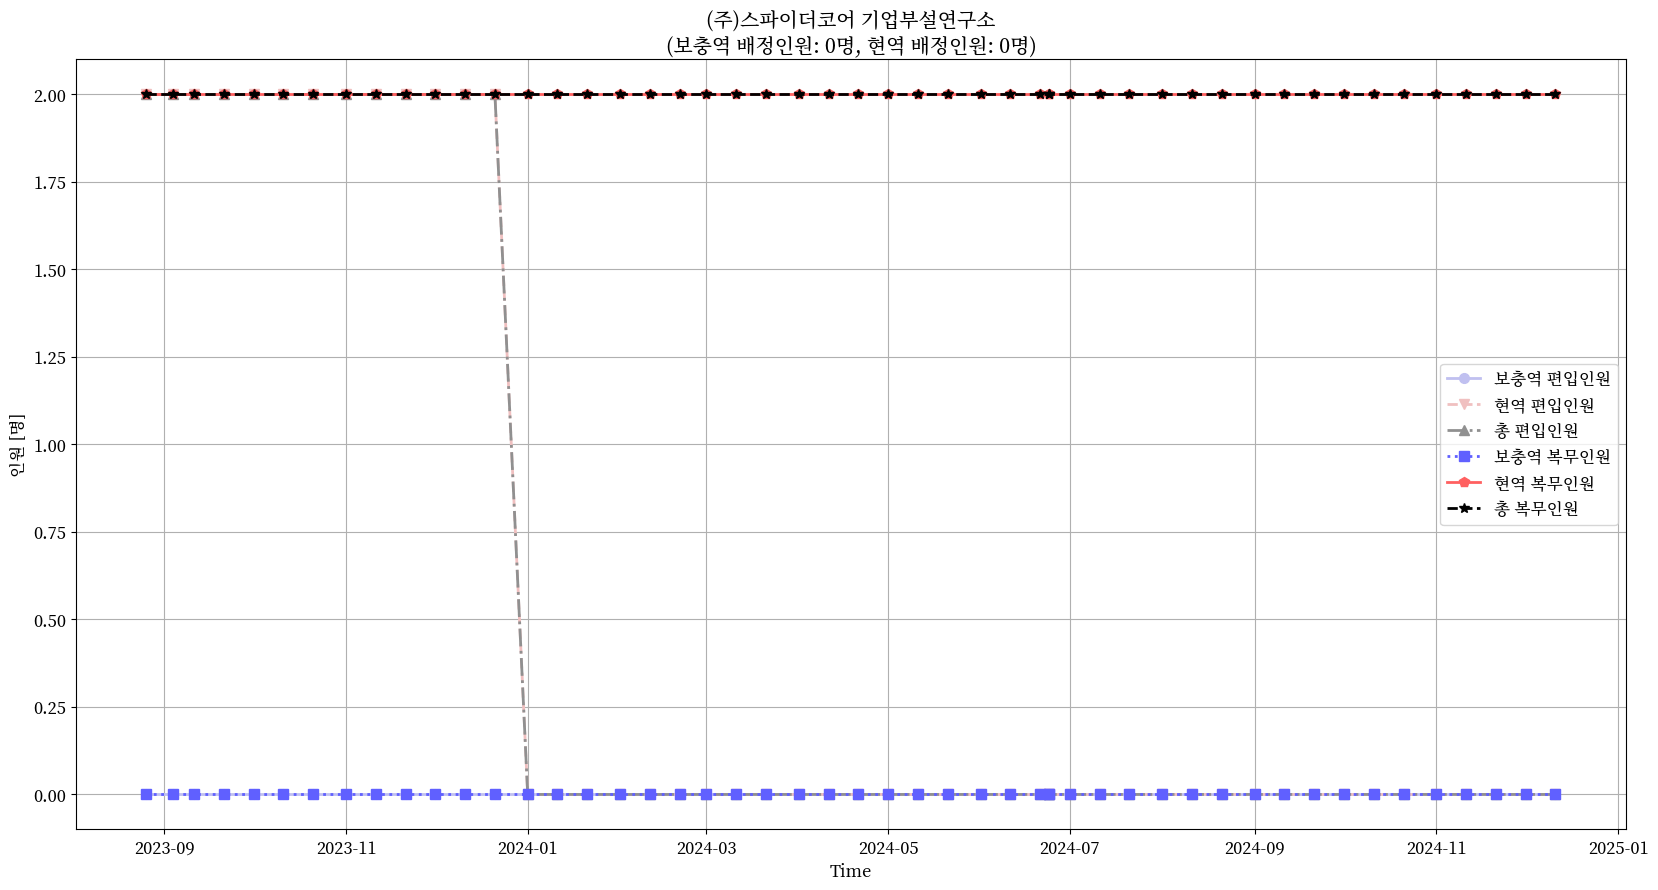 (주)스파이더코어 기업부설연구소
(보충역 배정인원: 0명, 현역 배정인원: 0명)
인원 [명]
2.00
1.75
1.50
1.25
1.00
0.75
0.50
0.25
0.00
보충역 편입인원
현역 편입인원
총 편입인원
보충역 복무인원
현역 복무인원
총 복무인원
2023-09
2023-11
2024-01
2024-03
2024-05
2024-07
2024-09
2024-11
2025-01
Time